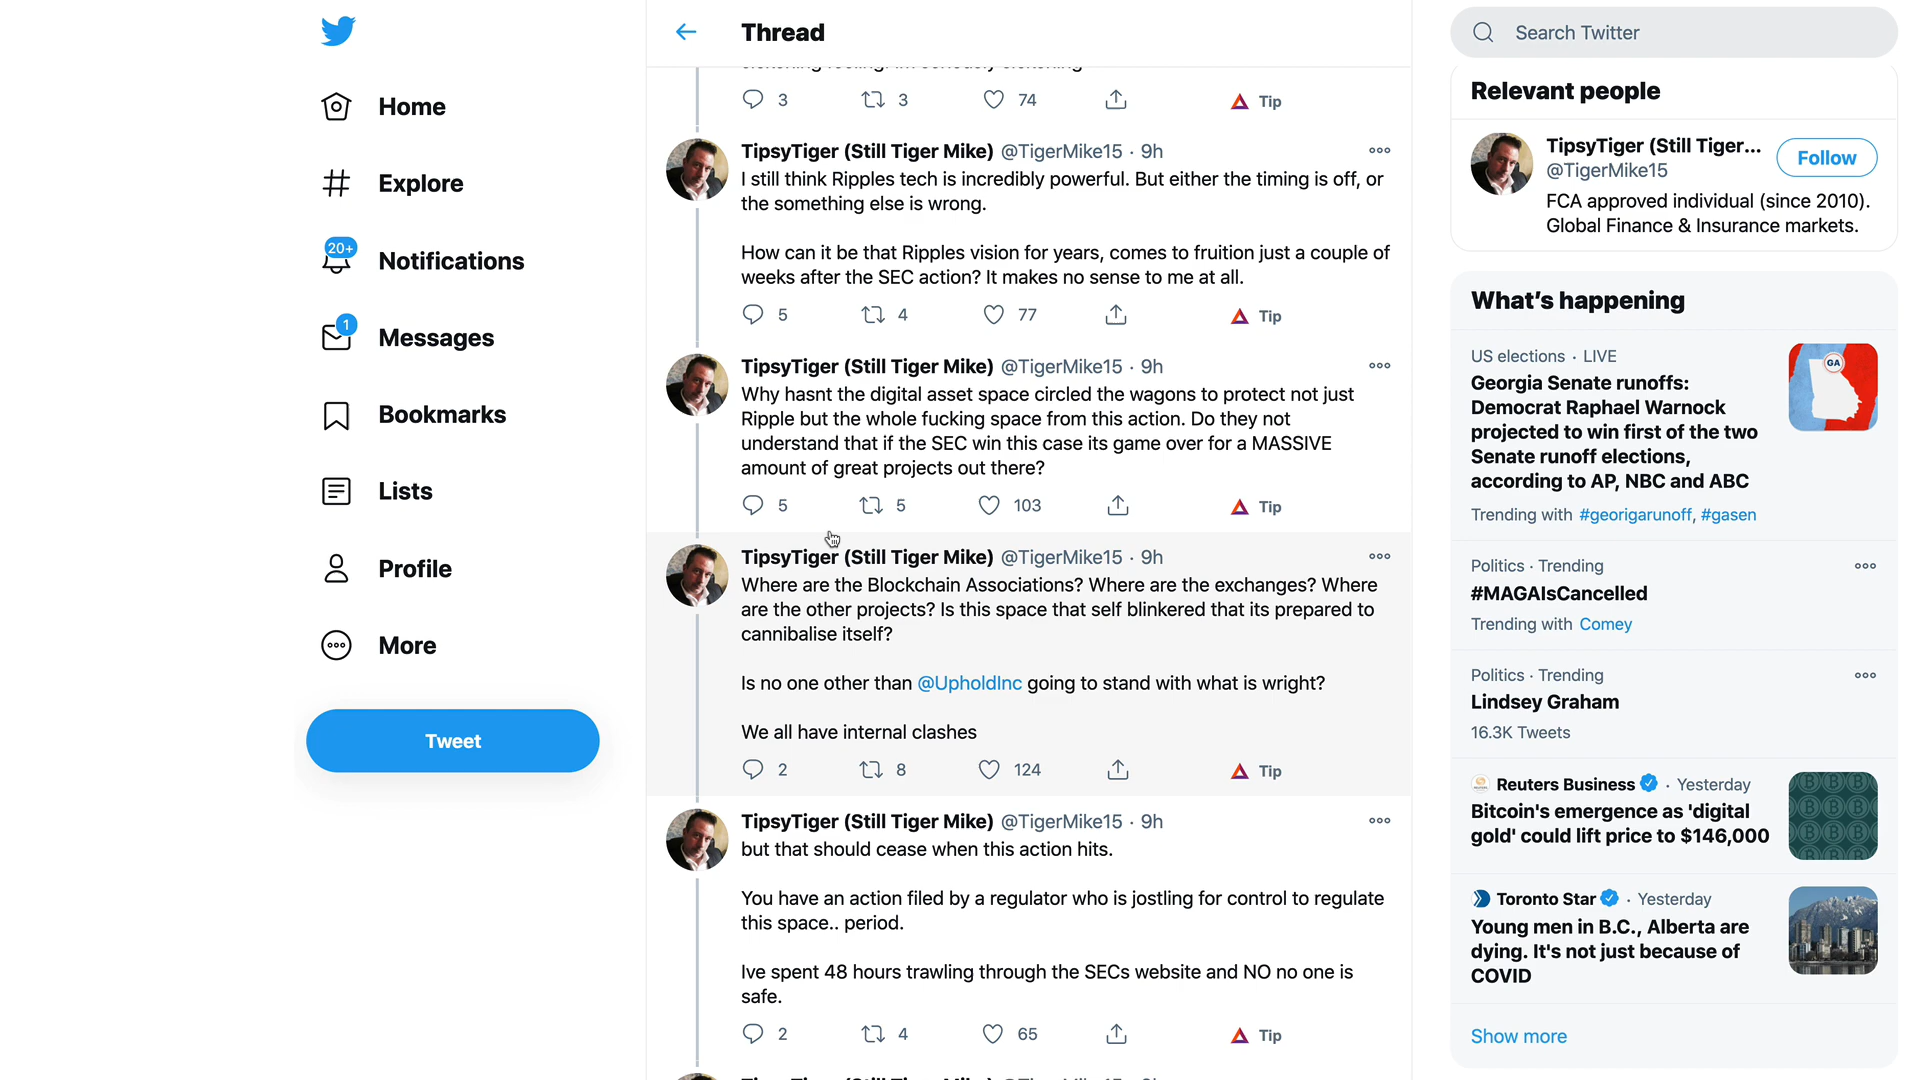 Home
Explore
20+
Notifications
1
Messages
Bookmarks
Lists
Profile
More
Tweet
Thread
3
3
74
Tip
TipsyTiger (Still Tiger Mike) @TigerMike15 · 9h
I still think Ripples tech is incredibly powerful. But either the timing is off, or
the something else is wrong.
How can it be that Ripples vision for years, comes to fruition just a couple of
weeks after the SEC action? It makes no sense to me at all.
5
4
77
Tip
TipsyTiger (Still Tiger Mike) @TigerMike15 · 9h
Why hasnt the digital asset space circled the wagons to protect not just
Ripple but the whole fucking space from this action. Do they not
understand that if the SEC win this case its game over for a MASSIVE
amount of great projects out there?
5
5
103
Tip
TipsyTiger (Still Tiger Mike) @TigerMike15 · 9h
Where are the Blockchain Associations? Where are the exchanges? Where
are the other projects? Is this space that self blinkered that its prepared to
cannibalise itself?
Is no one other than @UpholdInc going to stand with what is wright?
We all have internal clashes
2
8
124
Tip
TipsyTiger (Still Tiger Mike) @TigerMike15 · 9h
but that should cease when this action hits.
You have an action filed by a regulator who is jostling for control to regulate
this space.. period.
Ive spent 48 hours trawling through the SECs website and NO no one is
safe.
2
4
65
Tip
Search Twitter
Relevant people
TipsyTiger (Still Tiger...
@TigerMike15
Follow
FCA approved individual (since 2010).
Global Finance & Insurance markets.
What's happening
US elections · LIVE
Georgia Senate runoffs:
Democrat Raphael Warnock
projected to win first of the two
Senate runoff elections,
according to AP, NBC and ABC
GA
Trending with #georigarunoff, #gasen
Politics · Trending
#MAGAIsCancelled
Trending with Comey
Politics · Trending
Lindsey Graham
16.3K Tweets
Reuters Business · Yesterday
Bitcoin's emergence as 'digital
gold' could lift price to $146,000
Toronto Star · Yesterday
Young men in B.C., Alberta are
dying. It's not just because of
COVID
Show more